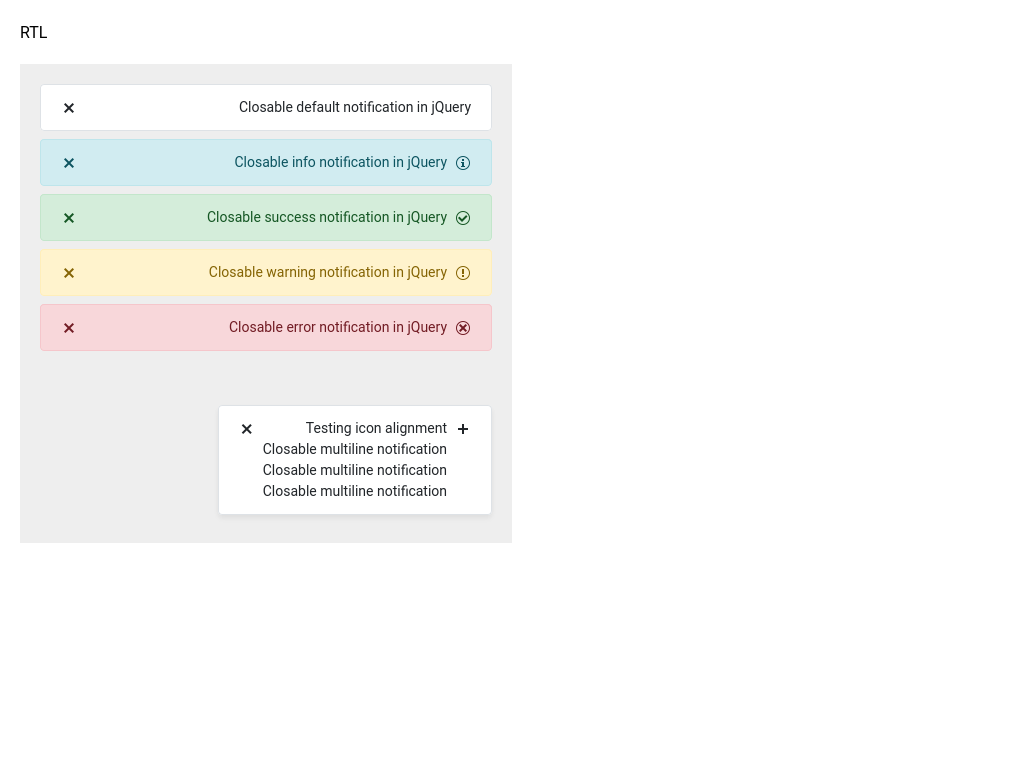 RTL
Closable default notification in jQuery
Closable info notification in jQuery
Closable success notification in jQuery
Closable warning notification in jQuery
Closable error notification in jQuery
Testing icon alignment
Closable multiline notification
Closable multiline notification
Closable multiline notification